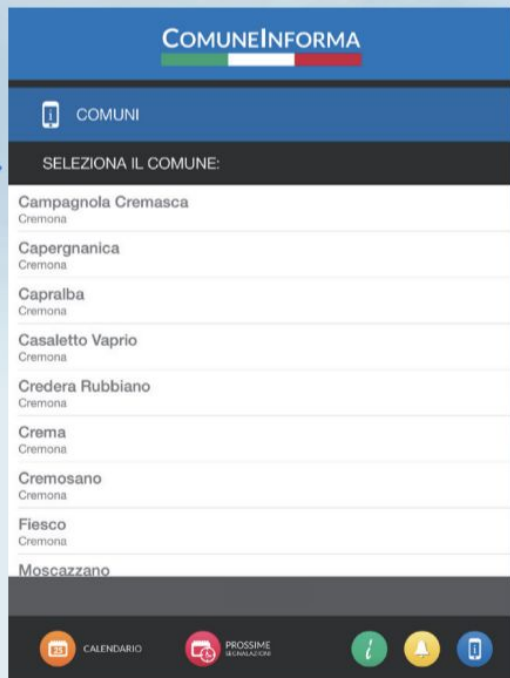 COMUNEINFORMA
COMUNI
SELEZIONA IL COMUNE:
Campagnola Cremasca
Cremona
Capergnanica
Cremona
Capralba
Cremona
Casaletto Vaprio
Cremona
Credera Rubbiano
Cremona
Crema
Cremona
Cremosano
Cremona
Fiesco
Cremona
Moscazzano
25 CALENDARIO PROSSIME
SEGNALAZIONI